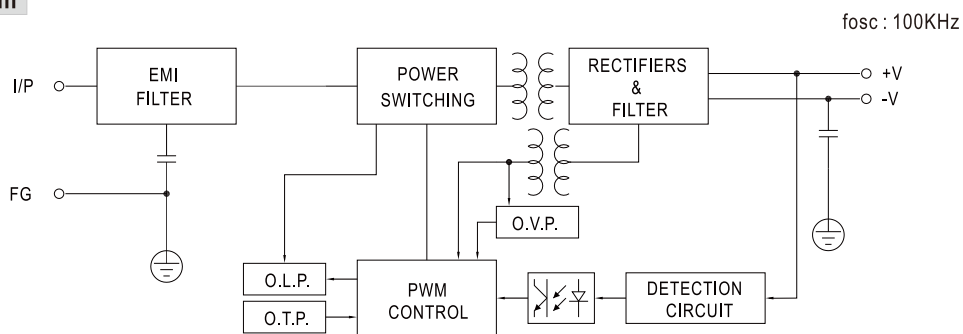 fosc : 100KHz
I/P
EMI
FILTER
POWER
SWITCHING
RECTIFIERS
&
FILTER
+V
-V
FG
O.V.P.
O.L.P.
O.T.P.
PWM
CONTROL
DETECTION
CIRCUIT